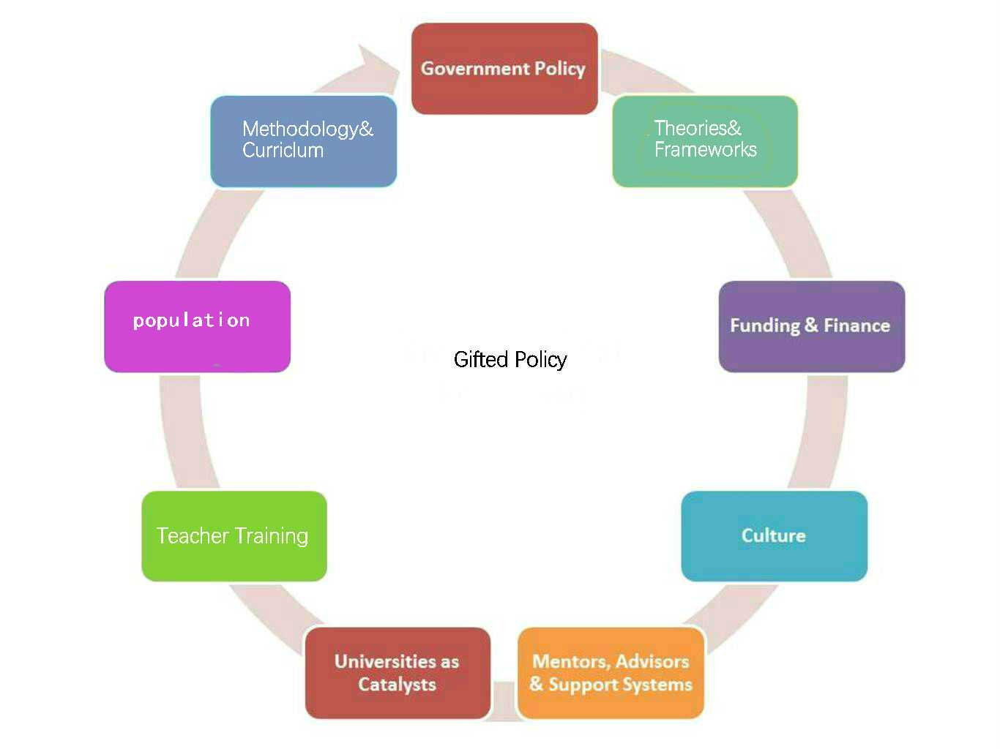 Government Policy
Theories&
Frameworks
Funding & Finance
Culture
Mentors, Advisors
& Support Systems
Universities as
Catalysts
Teacher Training
population
Methodology&
Curriclum
Gifted Policy